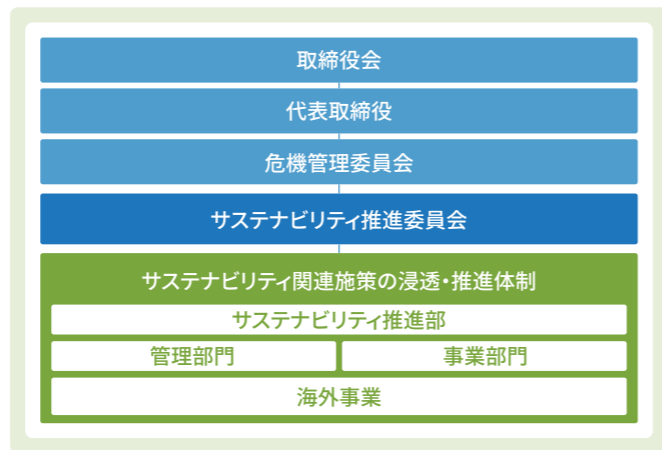 取締役会
代表取締役
危機管理委員会
サステナビリティ推進委員会
サステナビリティ関連施策の浸透・推進体制
サステナビリティ推進部
管理部門
事業部門
海外事業